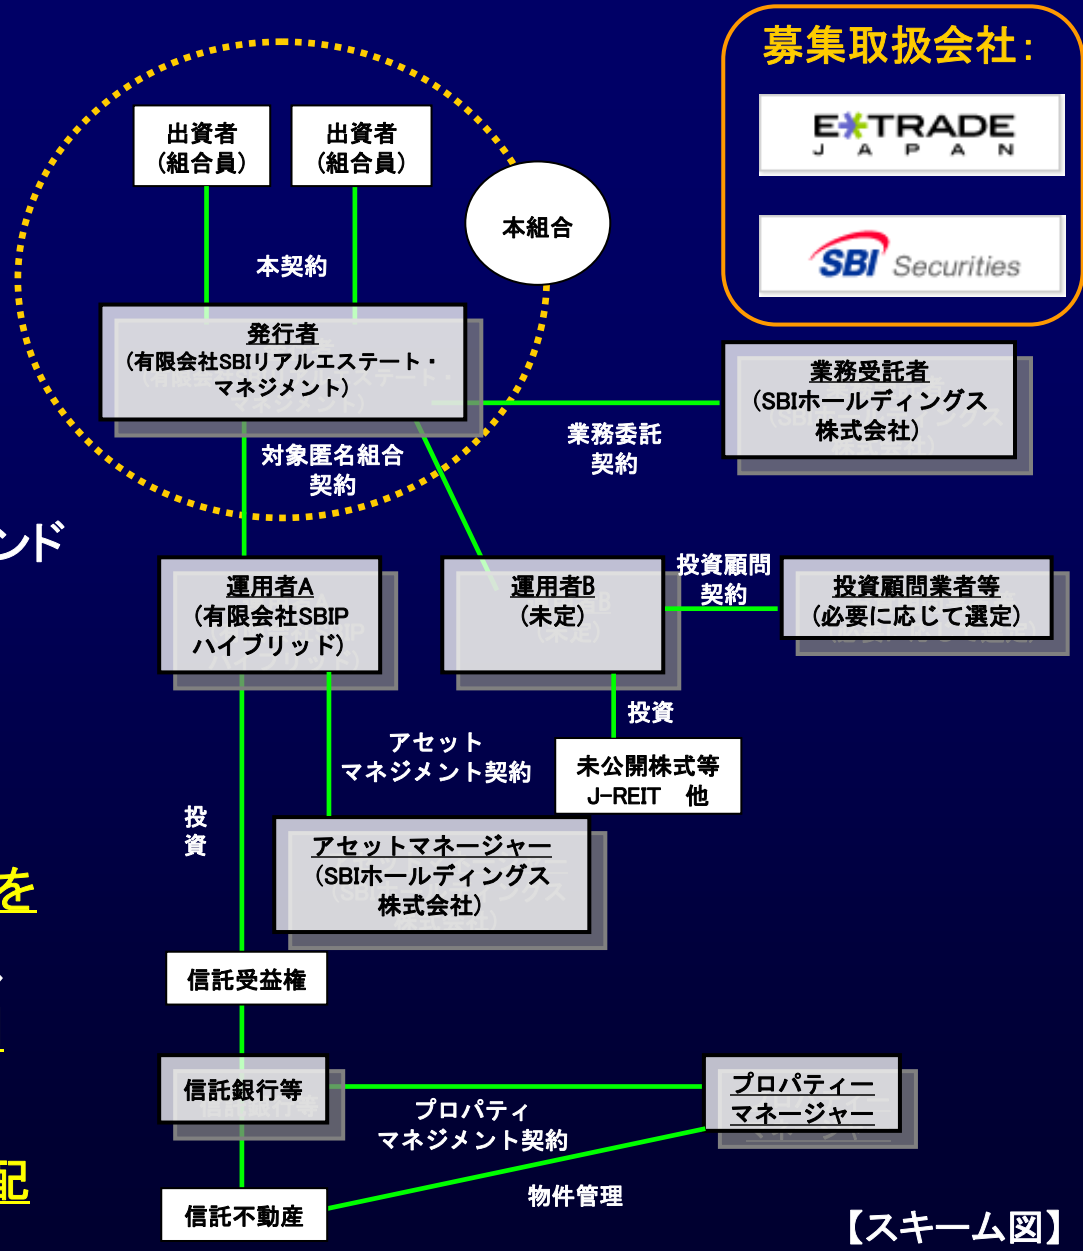 募集取扱会社:
E*TRADE
JAPAN
SBI Securities
出資者
(組合員)
出資者
(組合員)
本組合
本契約
発行者
(有限会社SBIリアルエステート・
マネジメント)
業務受託者
(SBIホールディングス
株式会社)
業務委託
契約
対象匿名組合
契約
ンド
運用者A
(有限会社SBIP
ハイブリッド)
運用者B
(未定)
投資顧問
契約
投資顧問業者等
(必要に応じて選定)
投資
未公開株式等
J-REIT 他
アセット
マネジメント契約
投
資
アセットマネージャー
(SBIホールディングス
株式会社)
を
信託受益権
信託銀行等
プロパティー
マネージャー
プロパティ
マネジメント契約
配
物件管理
信託不動産
【スキーム図】